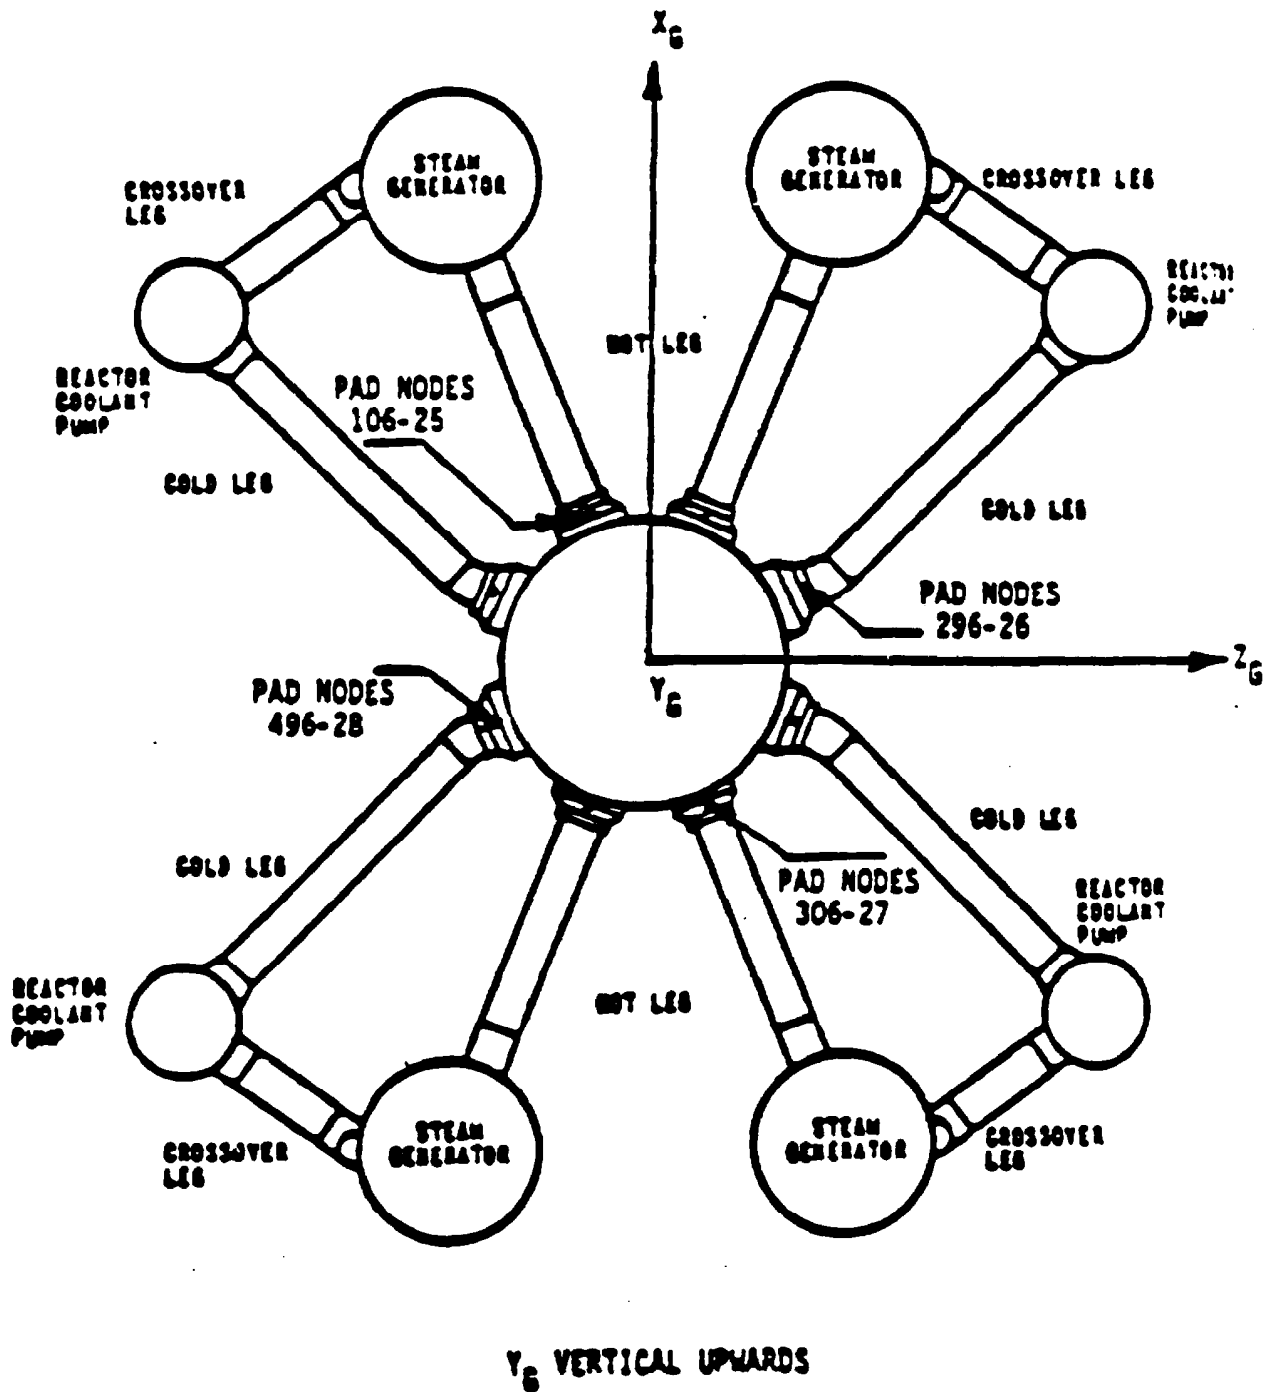 X_G
STEAM
GENERATOR
STEAM
GENERATOR
CROSSOVER
LEG
CROSSOVER LEG
REACTOR
COOLANT
PUMP
REACTOR
COOLANT
PUMP
HOT LEG
PAD NODES
106-25
COLD LEG
COLD LEG
PAD NODES
296-26
Z_G
Y_G
PAD NODES
496-28
COLD LEG
COLD LEG
PAD NODES
306-27
REACTOR
COOLANT
PUMP
REACTOR
COOLANT
PUMP
HOT LEG
STEAM
GENERATOR
STEAM
GENERATOR
CROSSOVER
LEG
CROSSOVER
LEG
Y_G VERTICAL UPWARDS